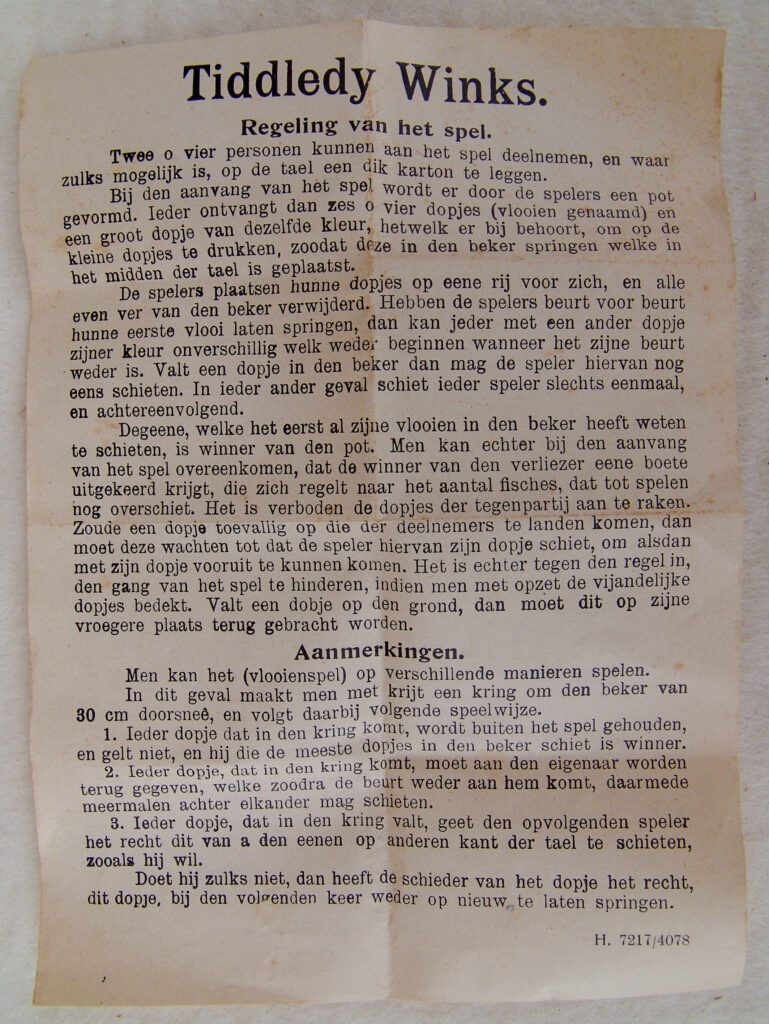 Tiddledy Winks.
Regeling van het spel.
Twee o vier personen kunnen aan het spel deelnemen, en waar
zulks mogelijk is, op de tael een dik karton te leggen.
Bij den aanvang van het spel wordt er door de spelers een pot
gevormd. Ieder ontvangt dan zes o vier dopjes (vlooien genaamd) en
een groot dopje van dezelfde kleur, hetwelk er bij behoort, om op de
kleine dopjes te drukken, zoodat deze in den beker springen welke in
het midden der tael is geplaatst.
De spelers plaatsen hunne dopjes op eene rij voor zich, en alle
even ver van den beker verwijderd. Hebben de spelers beurt voor beurt
hunne eerste vlooi laten springen, dan kan jeder met een ander dopje
zijner kleur onverschillig welk weder beginnen wanneer het zijne beurt
weder is. Valt een dopje in den beker dan mag de speler hiervan nog
eens schieten. In ieder ander geval schiet ieder speler slechts eenmaal,
en achtereenvolgend.
Degeene, welke het eerst al zijne vlooien in den beker heeft weten
te schieten, is winner van den pot. Men kan echter bij den aanvang
van het spel overeenkomen, dat de winner van den verliezer eene boete
uitgekeerd krijgt, die zich regelt naar het aantal fisches, dat tot spelen
nog overschiet. Het is verboden de dopjes der tegenpartij aan te raken.
Zoude een dopje toevallig op die der deelnemers te landen komen, dan
moet deze wachten tot dat de speler hiervan zijn dopje schiet, om alsdan
met zijn dopje vooruit te kunnen komen. Het is echter tegen den regel in,
den gang van het spel te hinderen, indien men met opzet de vijandelijke
dopjes bedekt. Valt een dobje op den grond, dan moet dit op zijne
vroegere plaats terug gebracht worden.
Aanmerkingen.
Men kan het (vlooienspel) op verschillende manieren spelen.
In dit geval maakt men met krijt een kring om den beker van
30 cm doorsneê, en volgt daarbij volgende speelwijze.
1. Ieder dopje dat in den kring komt, wordt buiten het spel gehouden,
en gelt niet, en hij die de meeste dopjes in den beker schiet is winner.
2. Ieder dopje, dat in den kring komt, moet aan den eigenaar worden
terug gegeven, welke zoodra de beurt weder aan hem komt, daarmede
meermalen achter elkander mag schieten.
3. Ieder dopje, dat in den kring valt, geet den opvolgenden speler
het recht dit van a den eenen op anderen kant der tael te schieten,
zooals hij wil.
Doet hij zulks niet, dan heeft de schieder van het dopje het recht,
dit dopje, bij den volgenden keer weder op nieuw te laten springen.
H. 7217/4078